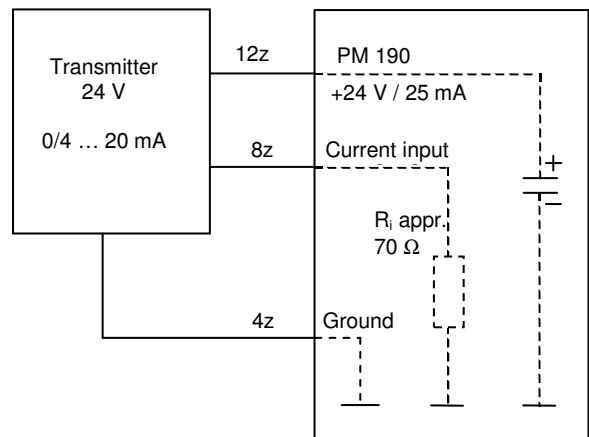 Transmitter
24 V
0/4 … 20 mA
12z
PM 190
+24 V / 25 mA
8z
Current input
+
–
Rᵢ appr.
70 Ω
4z
Ground